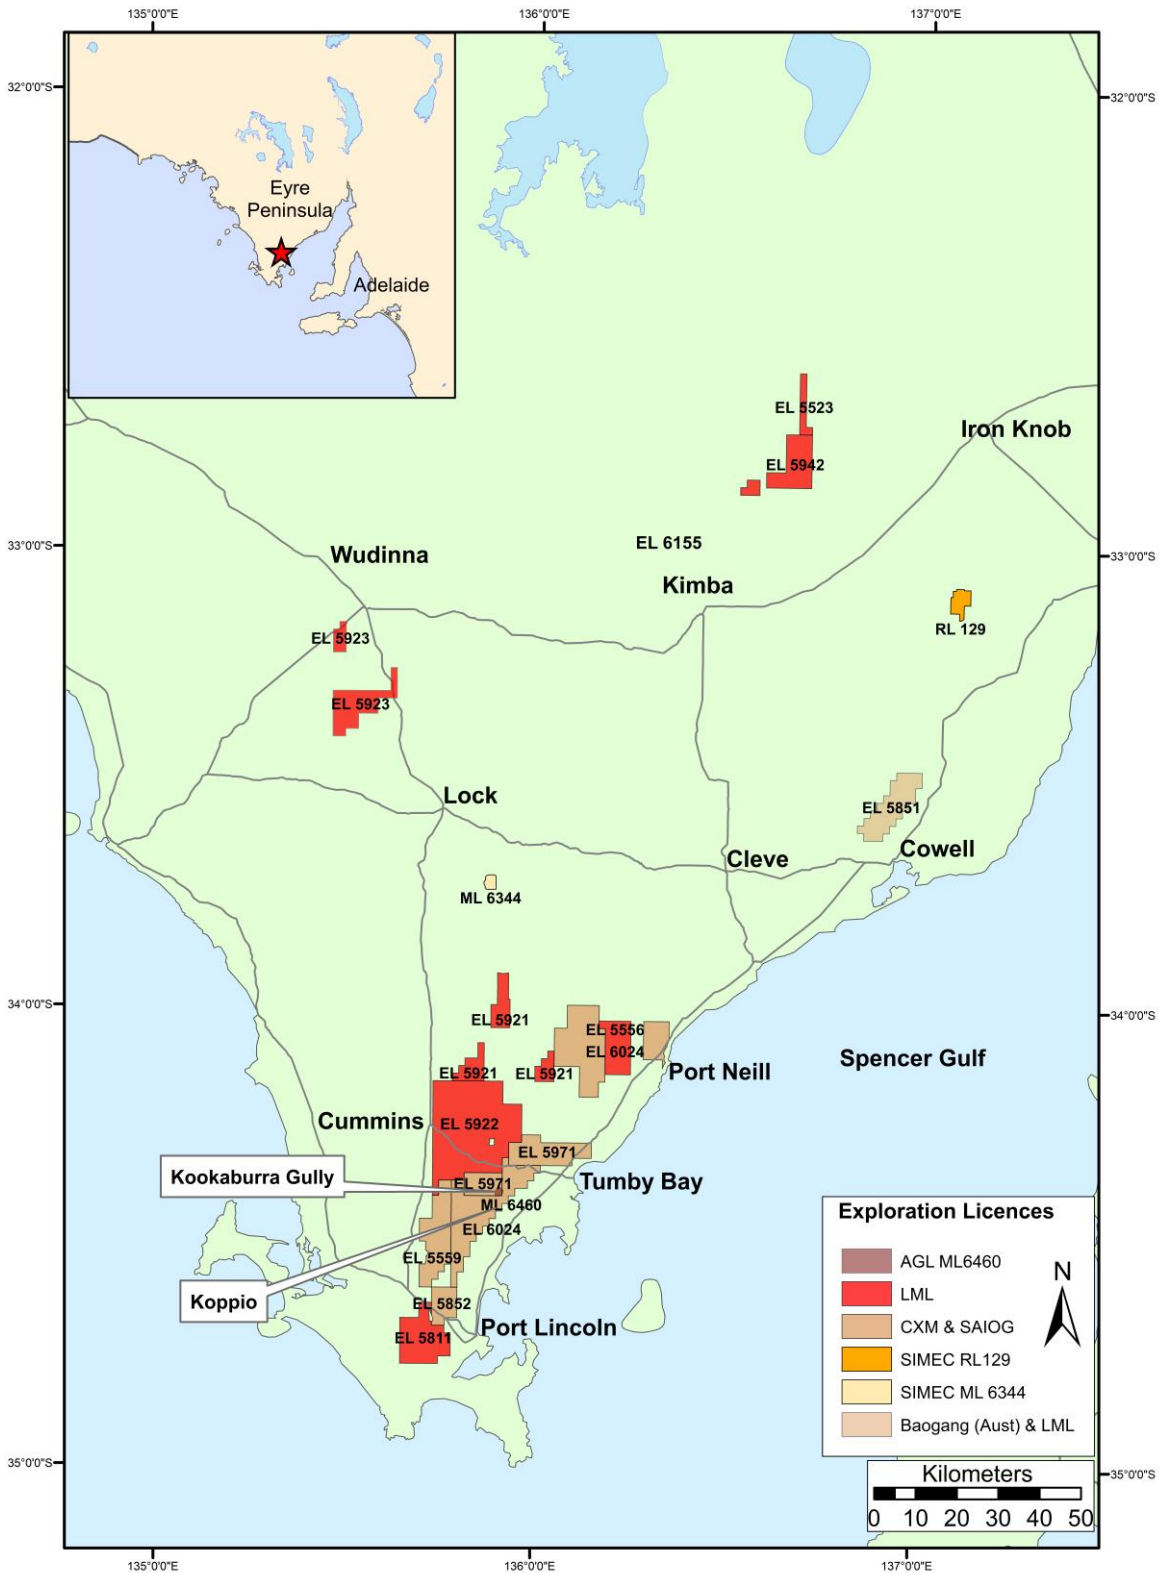 135°0'0"E
136°0'0"E
137°0'0"E
32°0'0"S
32°0'0"S
Eyre
Peninsula
Adelaide
EL 5523
Iron Knob
EL 5942
EL 6155
33°0'0"S
33°0'0"S
Wudinna
Kimba
RL 129
EL 5923
EL 5923
Lock
EL 5851
Cowell
Cleve
ML 6344
34°0'0"S
34°0'0"S
EL 5921
EL 5556
EL 6024
Spencer Gulf
EL 5921
EL 5921
Port Neill
Cummins
EL 5922
EL 5971
Kookaburra Gully
EL 5971
Tumby Bay
ML 6460
EL 6024
EL 5559
Koppio
EL 5852
EL 5811
Port Lincoln
Exploration Licences
AGL ML6460
LML
CXM & SAIOG
SIMEC RL129
SIMEC ML 6344
Baogang (Aust) & LML
N
35°0'0"S
35°0'0"S
Kilometers
0 10 20 30 40 50
135°0'0"E
136°0'0"E
137°0'0"E